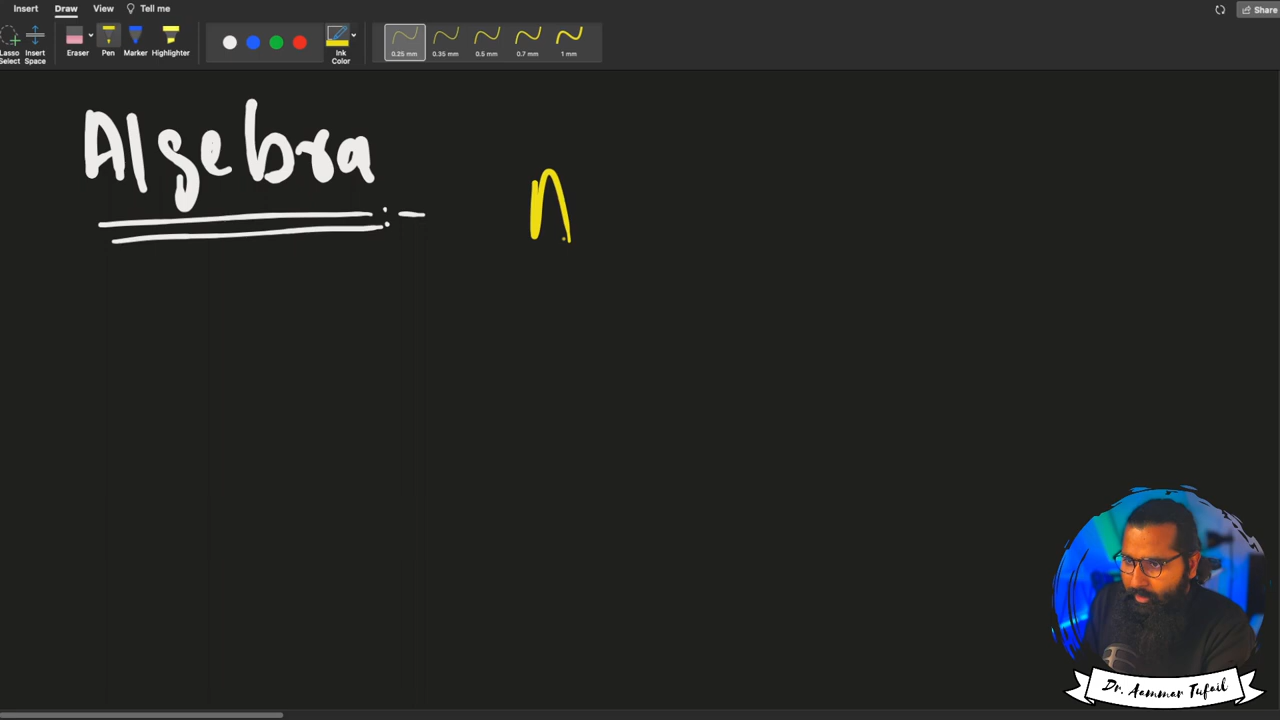 Insert Draw View Tell me Share
Lasso Select Insert Space Eraser Pen Marker Highlighter Ink Color 0.25 mm 0.35 mm 0.5 mm 0.7 mm 1 mm
Algebra :-
n
Dr. Aammar Tufail